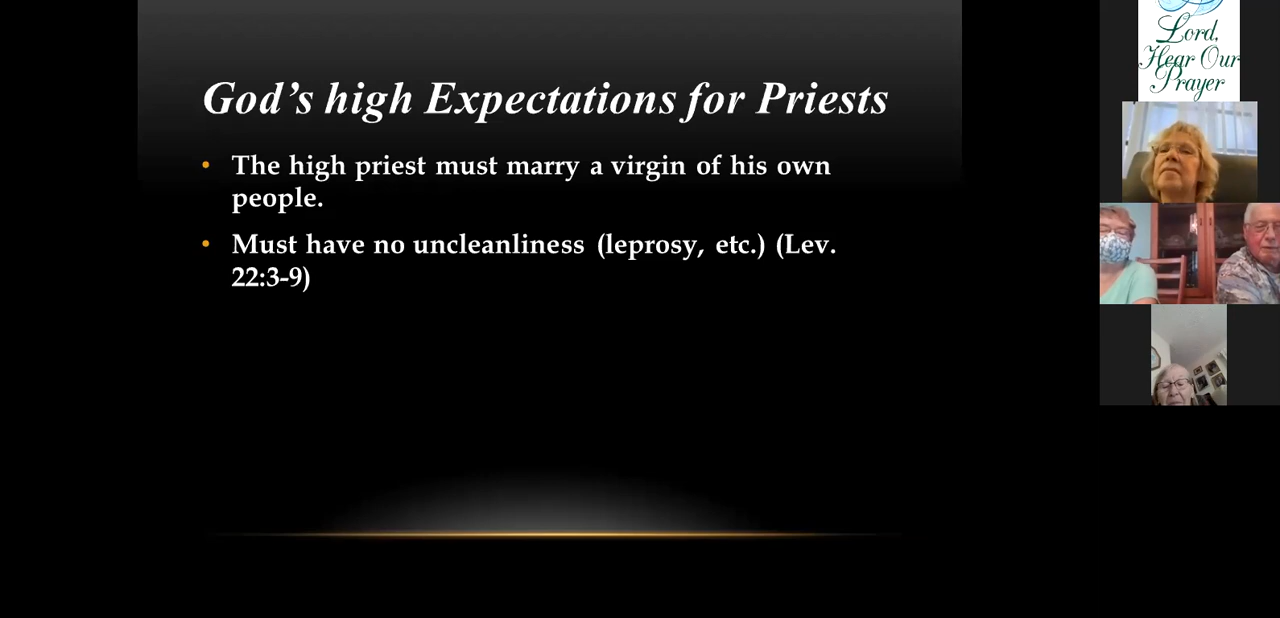 God's high Expectations for Priests
• The high priest must marry a virgin of his own
people.
• Must have no uncleanliness (leprosy, etc.) (Lev.
22:3-9)
Lord,
Hear Our
Prayer